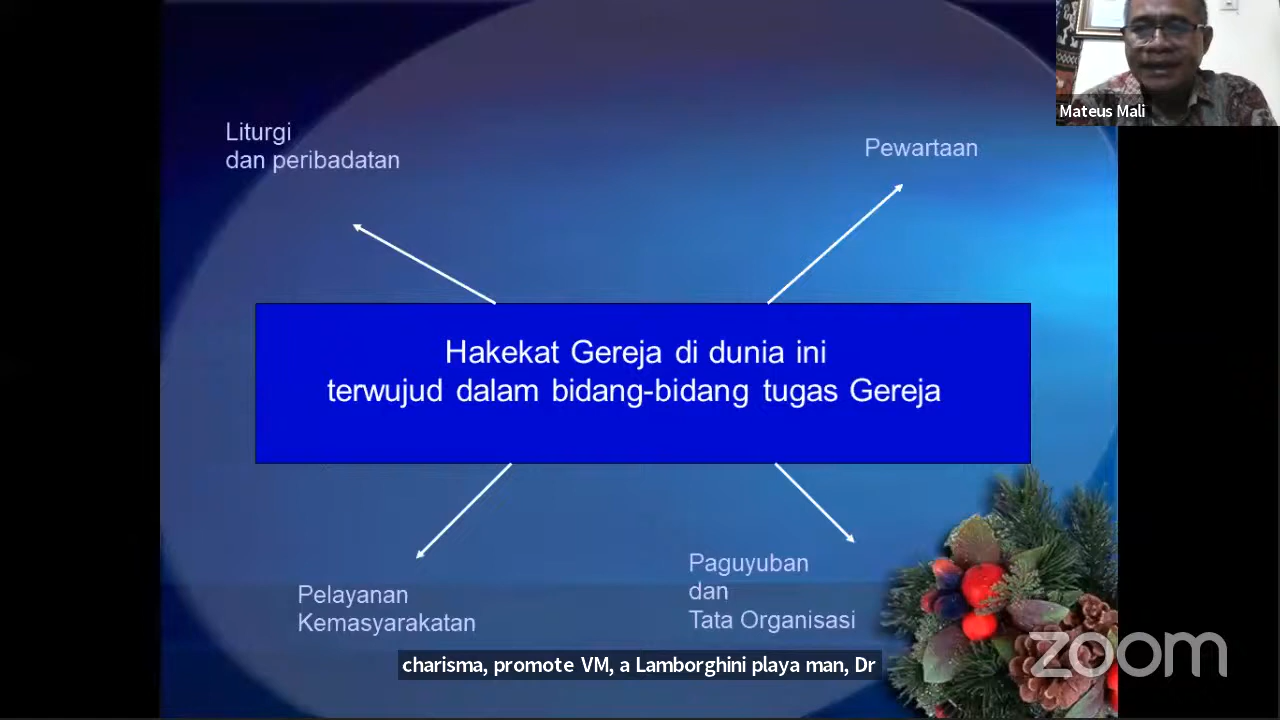 Mateus Mali
Liturgi
dan peribadatan
Pewartaan
Hakekat Gereja di dunia ini
terwujud dalam bidang-bidang tugas Gereja
Pelayanan
Kemasyarakatan
Paguyuban
dan
Tata Organisasi
charisma, promote VM, a Lamborghini playa man, Dr
zoom